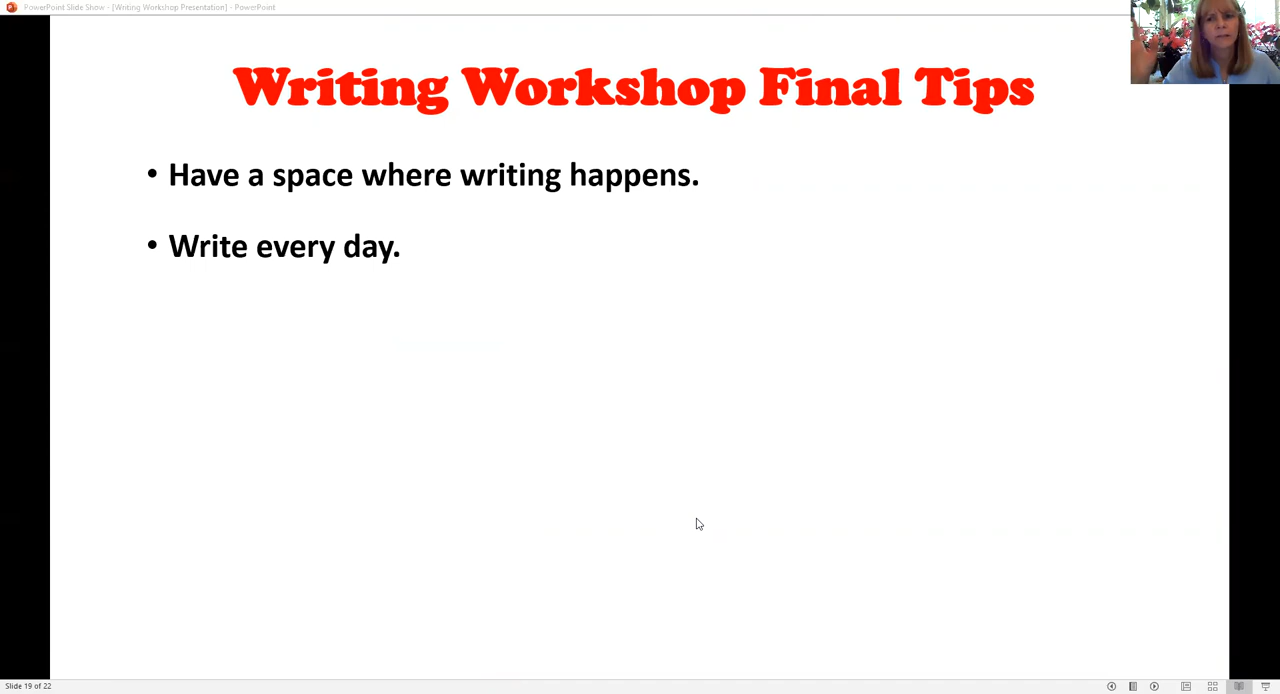 PowerPoint Slide Show - [Writing Workshop Presentation] - PowerPoint
Writing Workshop Final Tips
• Have a space where writing happens.
• Write every day.
Slide 19 of 22